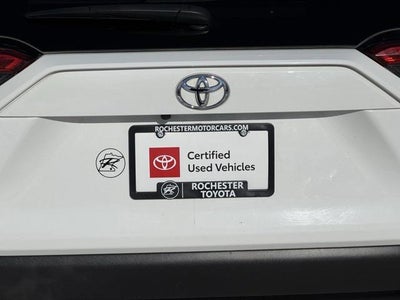 ROCHESTERMOTORCARS.COM
Certified
Used Vehicles
ROCHESTER
TOYOTA